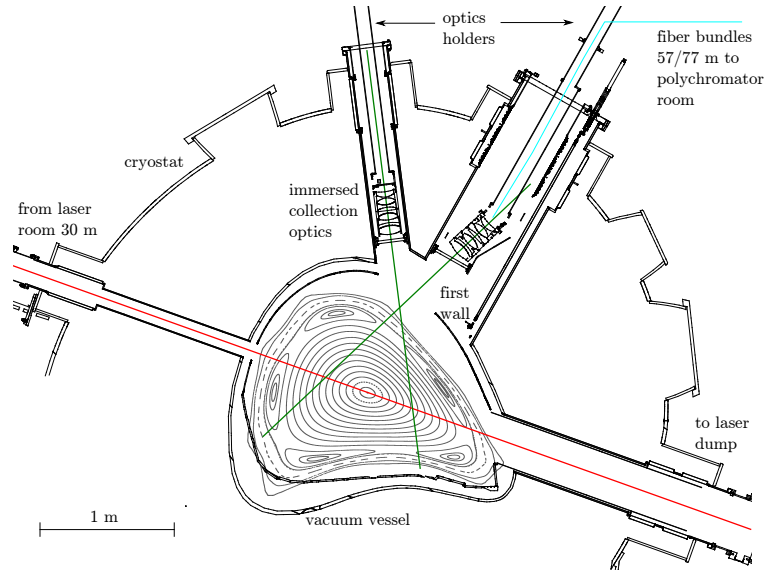 optics
holders
fiber bundles
57/77 m to
polychromator
room
cryostat
immersed
collection
optics
from laser
room 30 m
first
wall
to laser
dump
1 m
vacuum vessel